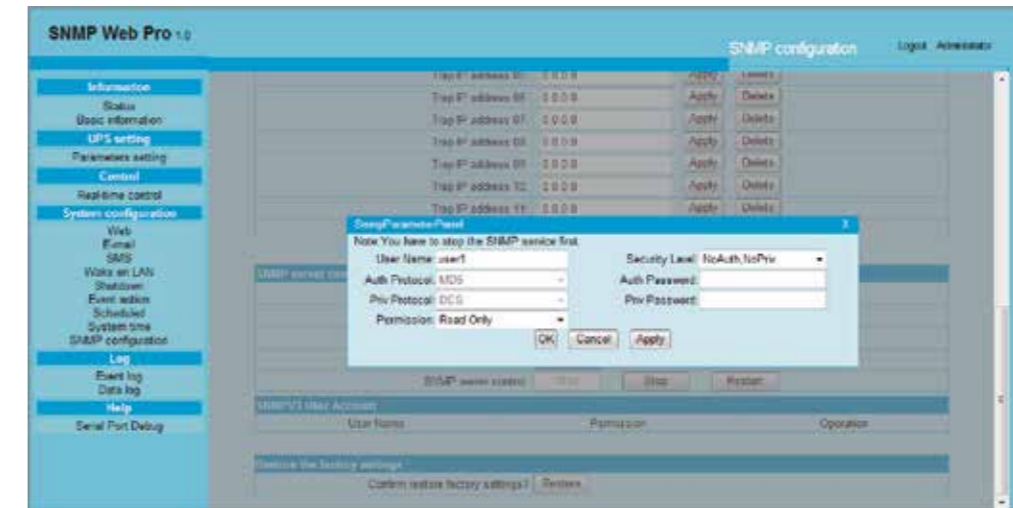 SNMP Web Pro 1.0
SNMP configuration
Logout Administrator
Information
Status
Basic information
UPS setting
Parameters setting
Control
Real-time control
System configuration
Web
E-mail
SMS
Wake on LAN
Shutdown
Event action
Scheduled
System time
SNMP configuration
Log
Event log
Data log
Help
Serial Port Debug
Trap IP address 05: 0.0.0.0 Apply Delete
Trap IP address 06: 0.0.0.0 Apply Delete
Trap IP address 07: 0.0.0.0 Apply Delete
Trap IP address 08: 0.0.0.0 Apply Delete
Trap IP address 09: 0.0.0.0 Apply Delete
Trap IP address 10: 0.0.0.0 Apply Delete
Trap IP address 11: 0.0.0.0 Apply Delete
SnmpParameterPanel X
Note:You have to stop the SNMP service first.
User Name: user1 Security Level: NoAuth,NoPriv
Auth Protocol: MD5 Auth Password:
Priv Protocol: Priv Password:
Permission: Read Only
OK Cancel Apply
SNMP server
SNMP server control: Stop Restart
SNMPV3 User Account
User Name Permission Operation
Restore the factory settings
Confirm restore factory settings? Restore